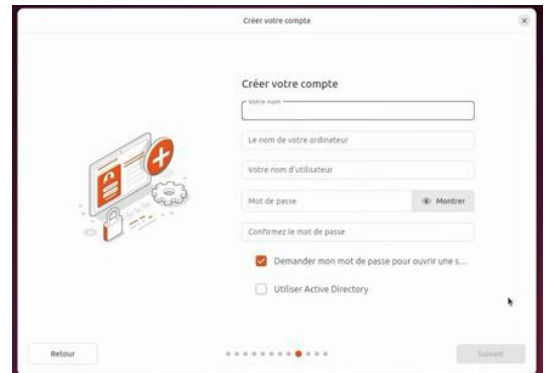 Créer votre compte
Créer votre compte
Votre nom
Le nom de votre ordinateur
Votre nom d'utilisateur
Mot de passe
Montrer
Confirmez le mot de passe
Demander mon mot de passe pour ouvrir une s...
Utiliser Active Directory
Retour
Suivant